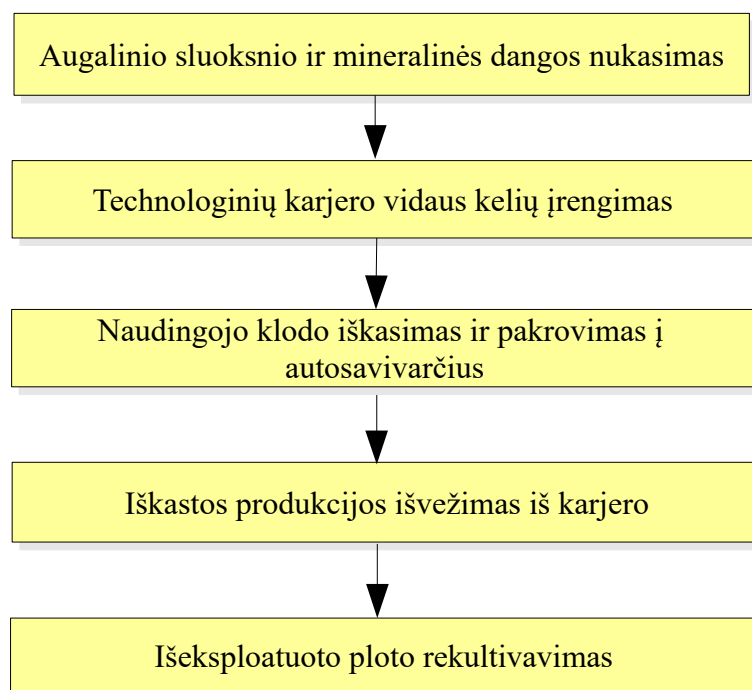 Augalinio sluoksnio ir mineralinės dangos nukasimas
Technologinių karjero vidaus kelių įrengimas
Naudingojo klodo iškasimas ir pakrovimas į
autosavivarčius
Iškastos produkcijos išvežimas iš karjero
Išeksploatuoto ploto rekultivavimas